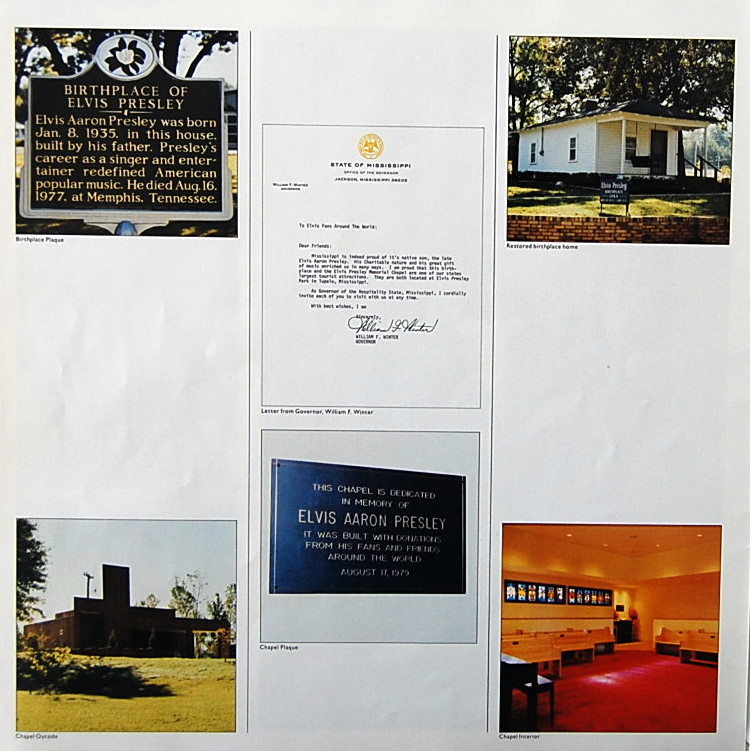 BIRTHPLACE OF
ELVIS PRESLEY
Elvis Aaron Presley was born
Jan. 8, 1935, in this house,
built by his father. Presley's
career as a singer and enter-
tainer redefined American
popular music. He died Aug. 16,
1977, at Memphis, Tennessee.
Birthplace Plaque
STATE OF MISSISSIPPI
OFFICE OF THE GOVERNOR
JACKSON, MISSISSIPPI 39205
WILLIAM F. WINTER
GOVERNOR
To Elvis Fans Around The World:
Dear Friends:
Mississippi is indeed proud of it's native son, the late
Elvis Aaron Presley. His Charitable nature and his great gift
of music enriched us in many ways. I am proud that this birth-
place and the Elvis Presley Memorial Chapel are one of our states
largest tourist attractions. They are both located at Elvis Presley
Park in Tupelo, Mississippi.
As Governor of the Hospitality State, Mississippi, I cordially
invite each of you to visit with us at any time.
With best wishes, I am
Sincerely,
William F. Winter
WILLIAM F. WINTER
GOVERNOR
Letter from Governor, William F. Winter
Elvis Presley
BIRTHPLACE
Restored birthplace home
THIS CHAPEL IS DEDICATED
IN MEMORY OF
ELVIS AARON PRESLEY
IT WAS BUILT WITH DONATIONS
FROM HIS FANS AND FRIENDS
AROUND THE WORLD
AUGUST 17, 1979
Chapel Plaque
Chapel Outside
Chapel Interior